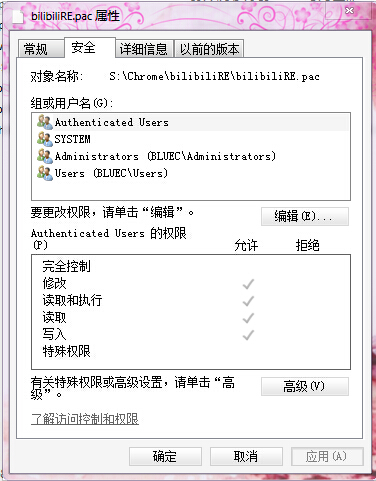 bilibiliRE.pac 属性
常规 安全 详细信息 以前的版本
对象名称: S:\Chrome\bilibiliRE\bilibiliRE.pac
组或用户名(G):
Authenticated Users
SYSTEM
Administrators (BLUEC\Administrators)
Users (BLUEC\Users)
要更改权限，请单击“编辑”。 编辑(E)...
Authenticated Users 的权限
(P) 允许 拒绝
完全控制
修改
读取和执行
读取
写入
特殊权限
有关特殊权限或高级设置，请单击“高
级”。 高级(V)
了解访问控制和权限
确定 取消 应用(A)